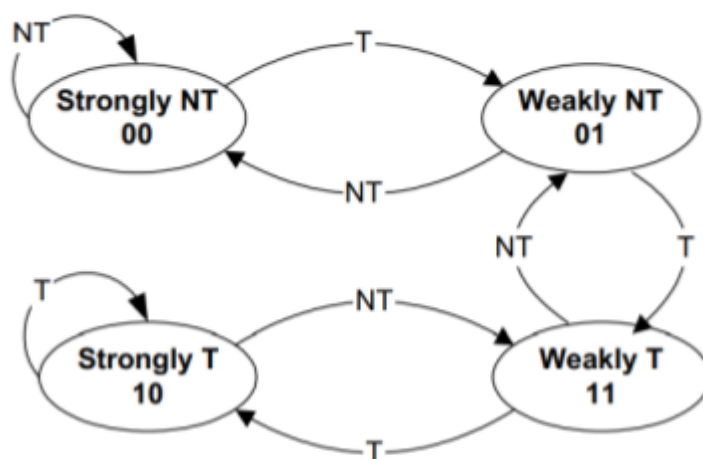 NT
T
Strongly NT
00
Weakly NT
01
NT
NT
T
T
NT
Strongly T
10
Weakly T
11
T